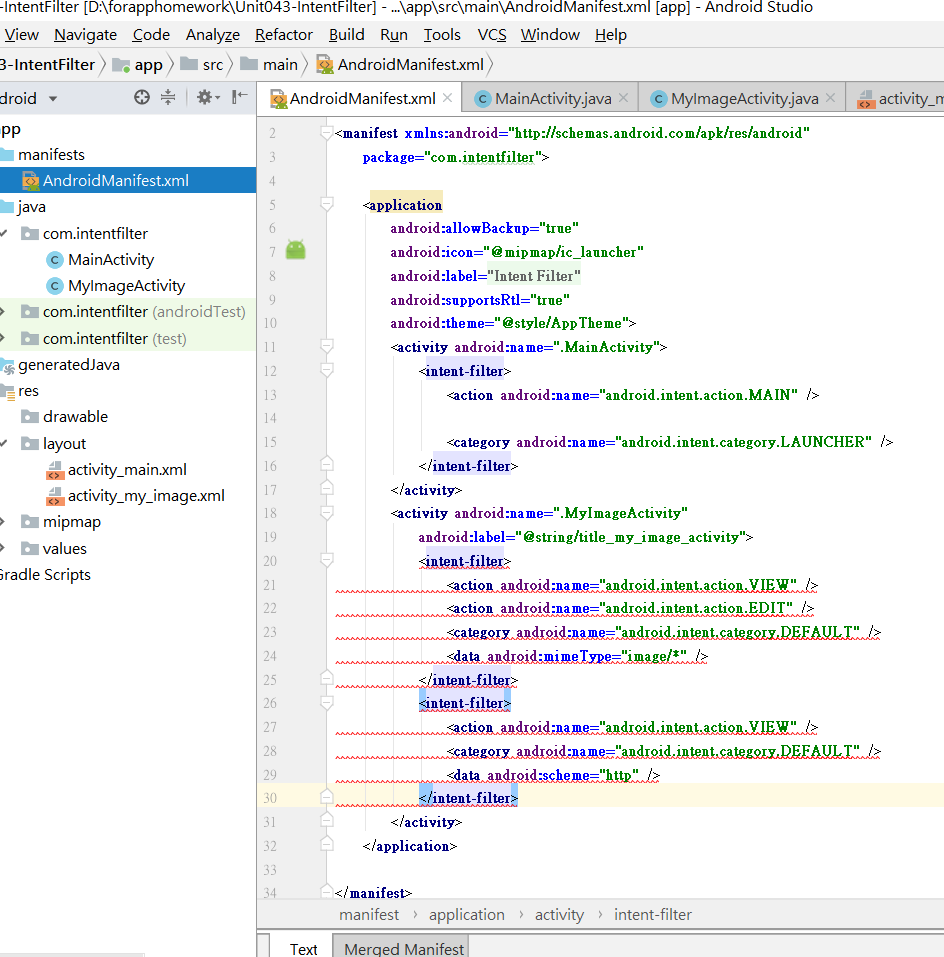 -IntentFilter [D:\forapphomework\Unit043-IntentFilter] - ...\app\src\main\AndroidManifest.xml [app] - Android Studio
View Navigate Code Analyze Refactor Build Run Tools VCS Window Help
3-IntentFilter app src main AndroidManifest.xml
droid AndroidManifest.xml MainActivity.java MyImageActivity.java activity_m
pp
manifests
AndroidManifest.xml
java
com.intentfilter
MainActivity
MyImageActivity
com.intentfilter (androidTest)
com.intentfilter (test)
generatedJava
res
drawable
layout
activity_main.xml
activity_my_image.xml
mipmap
values
Gradle Scripts
2 <manifest xmlns:android="http://schemas.android.com/apk/res/android"
3 package="com.intentfilter">
4
5 <application
6 android:allowBackup="true"
7 android:icon="@mipmap/ic_launcher"
8 android:label="Intent Filter"
9 android:supportsRtl="true"
10 android:theme="@style/AppTheme">
11 <activity android:name=".MainActivity">
12 <intent-filter>
13 <action android:name="android.intent.action.MAIN" />
14
15 <category android:name="android.intent.category.LAUNCHER" />
16 </intent-filter>
17 </activity>
18 <activity android:name=".MyImageActivity"
19 android:label="@string/title_my_image_activity">
20 <intent-filter>
21 <action android:name="android.intent.action.VIEW" />
22 <action android:name="android.intent.action.EDIT" />
23 <category android:name="android.intent.category.DEFAULT" />
24 <data android:mimeType="image/*" />
25 </intent-filter>
26 <intent-filter>
27 <action android:name="android.intent.action.VIEW" />
28 <category android:name="android.intent.category.DEFAULT" />
29 <data android:scheme="http" />
30 </intent-filter>
31 </activity>
32 </application>
33
34 </manifest>
manifest › application › activity › intent-filter
Text Merged Manifest